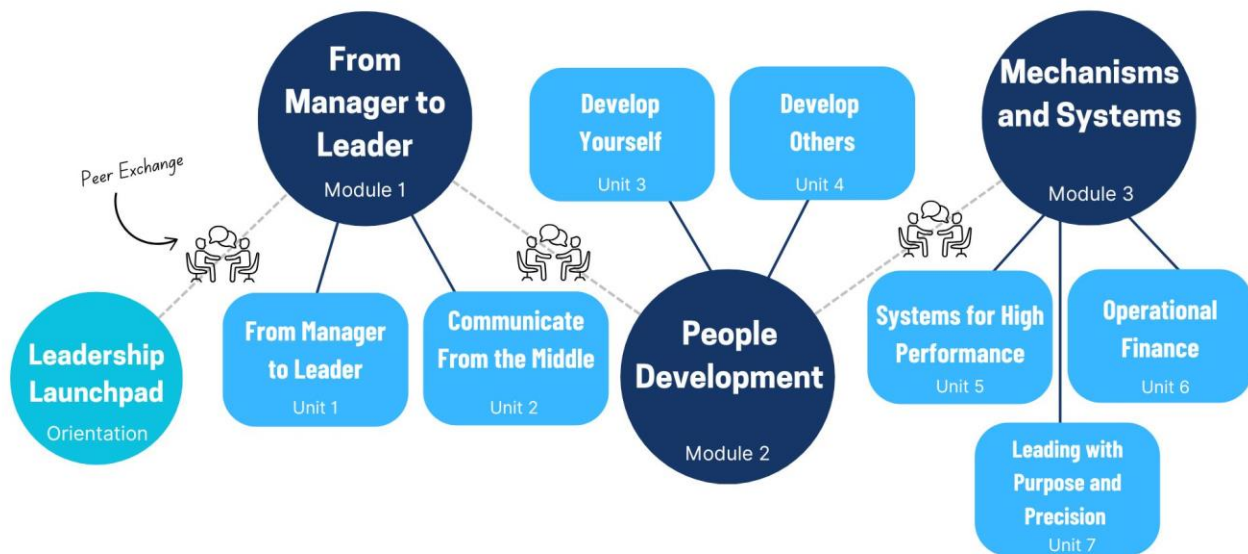 Peer Exchange
Leadership
Launchpad
Orientation
From
Manager to
Leader
Module 1
From Manager
to Leader
Unit 1
Communicate
From the Middle
Unit 2
People
Development
Module 2
Develop
Yourself
Unit 3
Develop
Others
Unit 4
Mechanisms
and Systems
Module 3
Systems for High
Performance
Unit 5
Operational
Finance
Unit 6
Leading with
Purpose and
Precision
Unit 7